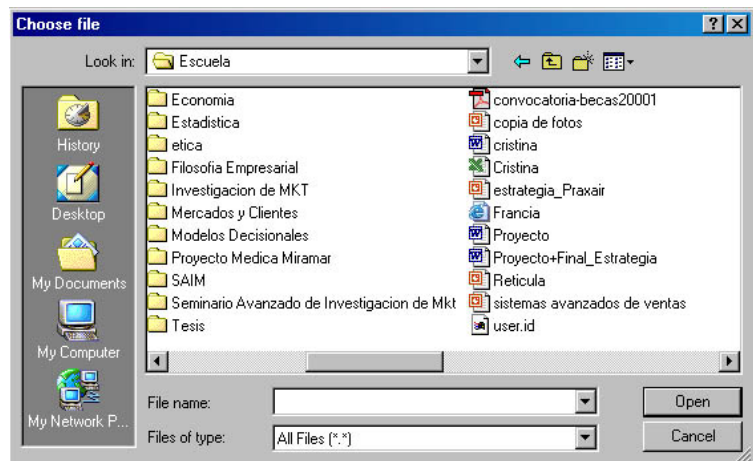 Choose file
Look in: Escuela
History
Desktop
My Documents
My Computer
My Network P...
Economia
Estadistica
etica
Filosofia Empresarial
Investigacion de MKT
Mercados y Clientes
Modelos Decisionales
Proyecto Medica Miramar
SAIM
Seminario Avanzado de Investigacion de Mkt
Tesis
convocatoria-becas20001
copia de fotos
cristina
Cristina
estrategia_Praxair
Francia
Proyecto
Proyecto+Final_Estrategia
Reticula
sistemas avanzados de ventas
user.id
File name:
Open
Files of type: All Files (*.*)
Cancel